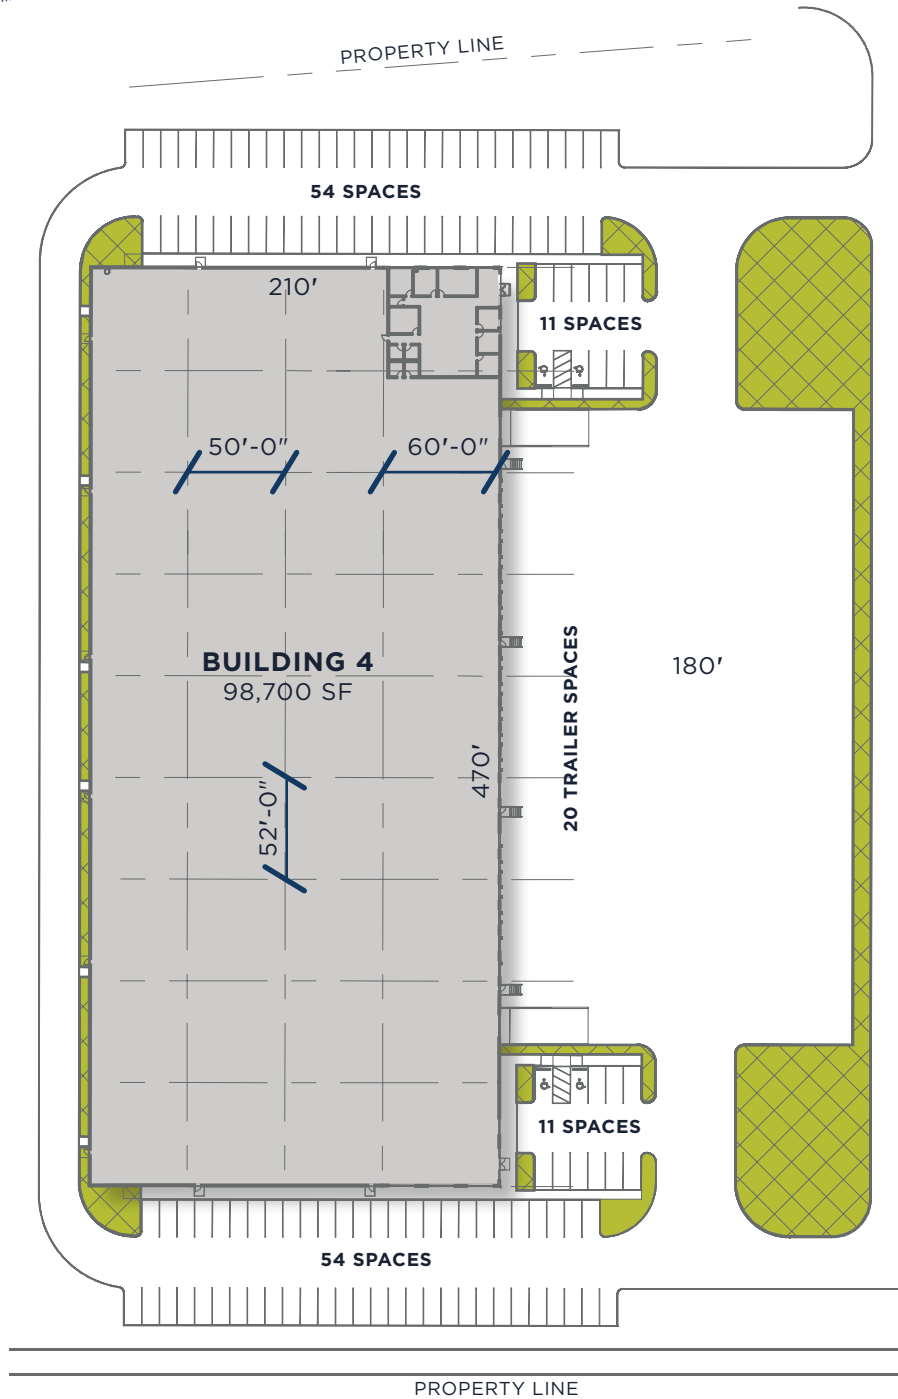 PROPERTY LINE
54 SPACES
210'
11 SPACES
50'-0"
60'-0"
BUILDING 4
98,700 SF
180'
20 TRAILER SPACES
470'
52'-0"
11 SPACES
54 SPACES
PROPERTY LINE